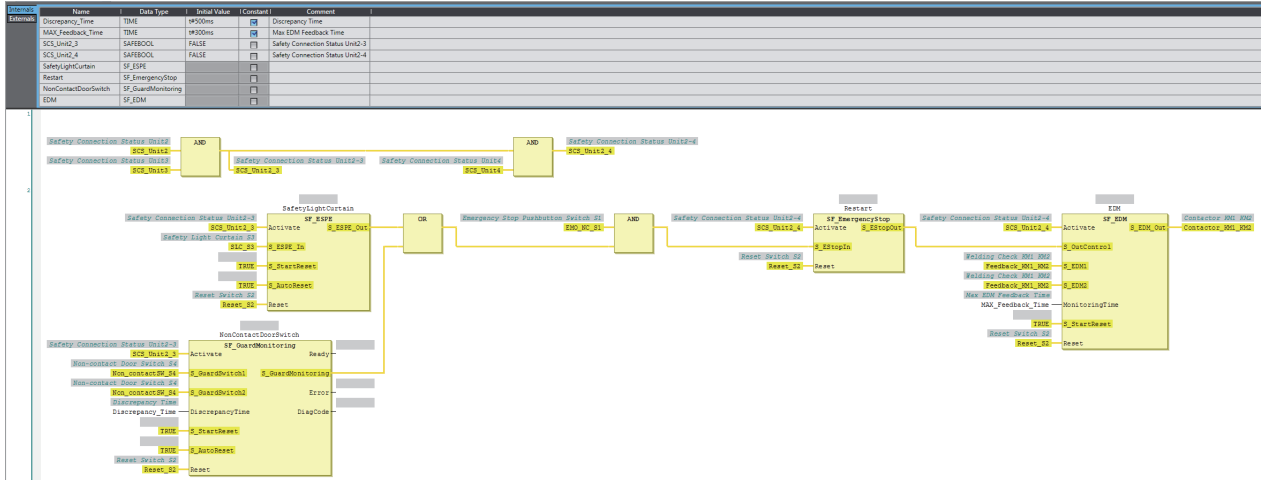 Internals
Externals
Name Data Type Initial Value Constant Comment
Discrepancy_Time TIME t#500ms Discrepancy Time
MAX_Feedback_Time TIME t#300ms Max EDM Feedback Time
SCS_Unit2_3 SAFEBOOL FALSE Safety Connection Status Unit2-3
SCS_Unit2_4 SAFEBOOL FALSE Safety Connection Status Unit2-4
SafetyLightCurtain SF_ESPE
Restart SF_EmergencyStop
NonContactDoorSwitch SF_GuardMonitoring
EDM SF_EDM
1
Safety Connection Status Unit2 AND AND Safety Connection Status Unit2-4
SCS_Unit2 SCS_Unit2_4
Safety Connection Status Unit3 Safety Connection Status Unit2-3 Safety Connection Status Unit4
SCS_Unit3 SCS_Unit2_3 SCS_Unit4
2
SafetyLightCurtain Restart EDM
Safety Connection Status Unit2-3 SF_ESPE OR Emergency Stop Pushbutton Switch S1 AND Safety Connection Status Unit2-4 SF_EmergencyStop Safety Connection Status Unit2-4 SF_EDM Contactor KM1 KM2
SCS_Unit2_3 Activate S_ESPE_Out EMO_NC_S1 SCS_Unit2_4 Activate S_EStopOut SCS_Unit2_4 Activate S_EDM_Out Contactor_KM1_KM2
Safety Light Curtain S3
SLC_S3 S_ESPE_In S_EStopIn S_OutControl
Reset Switch S2 Welding Check KM1 KM2
TRUE S_StartReset Reset_S2 Reset Feedback_KM1_KM2 S_EDM1
Welding Check KM1 KM2
TRUE S_AutoReset Feedback_KM1_KM2 S_EDM2
Reset Switch S2 Max EDM Feedback Time
Reset_S2 Reset MAX_Feedback_Time MonitoringTime
TRUE S_StartReset
NonContactDoorSwitch Reset Switch S2
Safety Connection Status Unit2-3 SF_GuardMonitoring Reset_S2 Reset
SCS_Unit2_3 Activate Ready
Non-contact Door Switch S4
Non_contactSW_S4 S_GuardSwitch1 S_GuardMonitoring
Non-contact Door Switch S4
Non_contactSW_S4 S_GuardSwitch2 Error
Discrepancy Time
Discrepancy_Time DiscrepancyTime DiagCode
TRUE S_StartReset
TRUE S_AutoReset
Reset Switch S2
Reset_S2 Reset